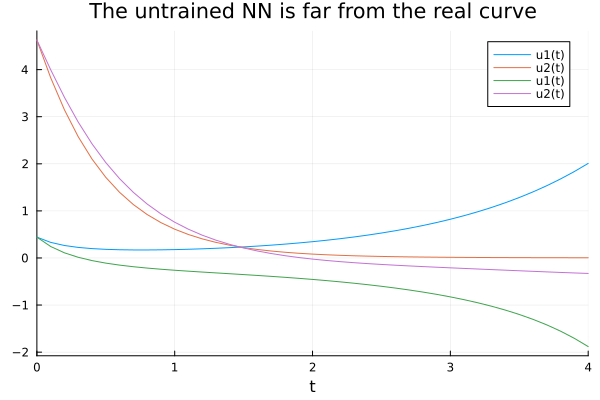 The untrained NN is far from the real curve
u1(t)
u2(t)
u1(t)
u2(t)
4
3
2
1
0
−1
−2
0 1 2 3 4
t